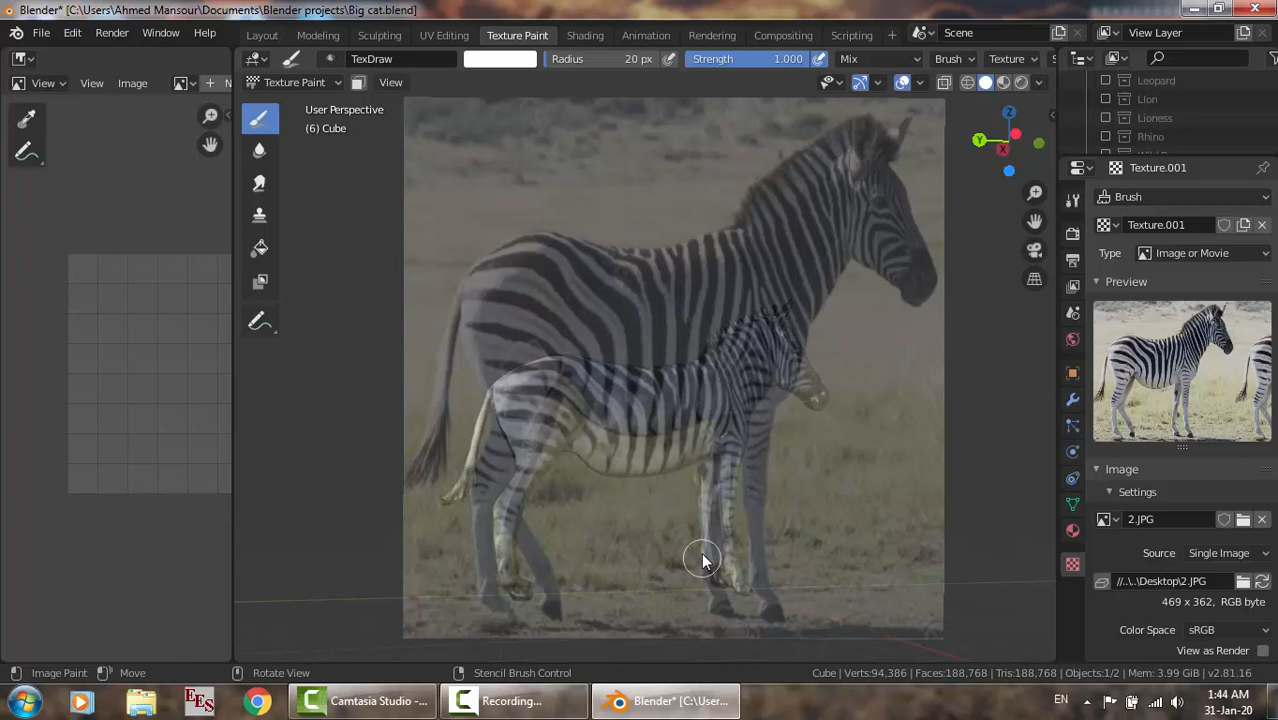 Blender* [C:\Users\Ahmed Mansour\Documents\Blender projects\Big cat.blend]
File Edit Render Window Help Layout Modeling Sculpting UV Editing Texture Paint Shading Animation Rendering Compositing Scripting + Scene View Layer
TexDraw Radius 20 px Strength 1.000 Mix Brush Texture S
View View Image Texture Paint View
User Perspective
(6) Cube
Leopard
LIon
Lioness
Rhino
Texture.001
Brush
Texture.001
Type Image or Movie
Preview
Image
Settings
2.JPG
Source Single Image
//..\..\Desktop\2.JPG
469 x 362, RGB byte
Color Space sRGB
View as Render
Z
Y
X
Image Paint Move Rotate View Stencil Brush Control Cube | Verts:94,386 | Faces:188,768 | Tris:188,768 | Objects:1/2 | Mem: 3.99 GiB | v2.81.16
EES Camtasia Studio -... Recording... Blender* [C:\User... EN 1:44 AM
31-Jan-20